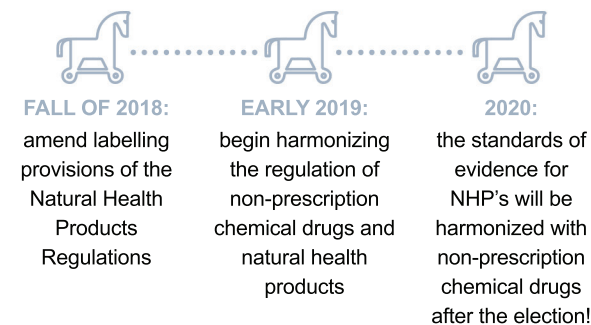 FALL OF 2018:
amend labelling
provisions of the
Natural Health
Products
Regulations
EARLY 2019:
begin harmonizing
the regulation of
non-prescription
chemical drugs and
natural health
products
2020:
the standards of
evidence for
NHP's will be
harmonized with
non-prescription
chemical drugs
after the election!